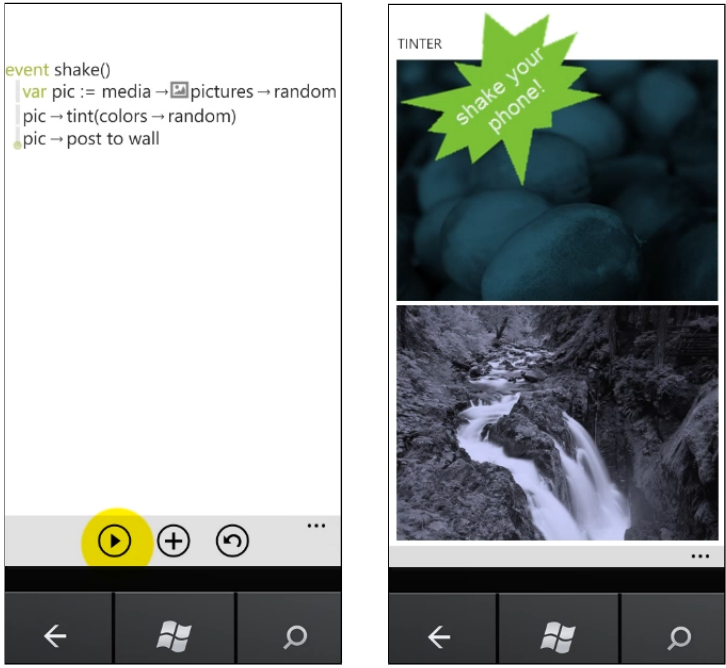 event shake()
var pic := media → pictures → random
pic → tint(colors → random)
pic → post to wall
TINTER
shake your
phone!